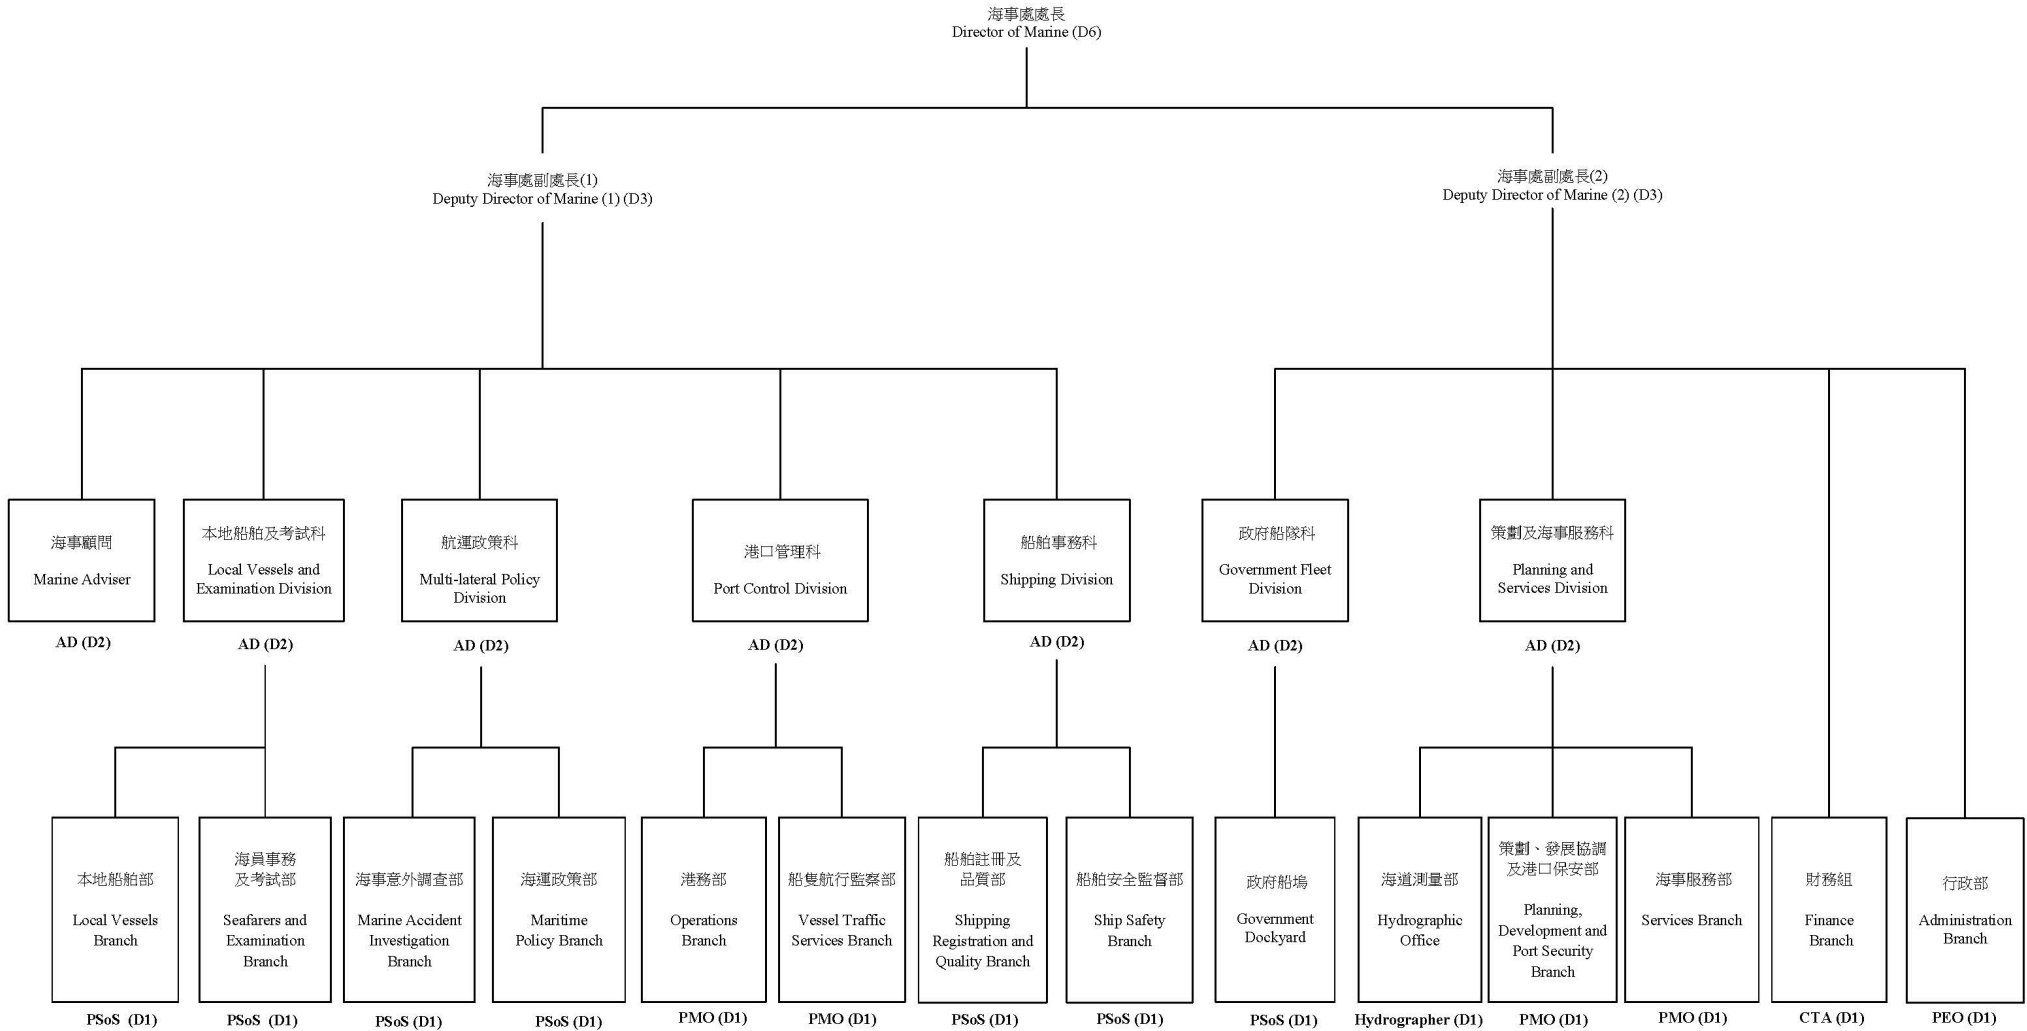 海事處處長
Director of Marine (D6)
海事處副處長(1)
Deputy Director of Marine (1) (D3)
海事處副處長(2)
Deputy Director of Marine (2) (D3)
海事顧問
Marine Adviser
AD (D2)
本地船舶及考試科
Local Vessels and
Examination Division
AD (D2)
航運政策科
Multi-lateral Policy
Division
AD (D2)
港口管理科
Port Control Division
AD (D2)
船舶事務科
Shipping Division
AD (D2)
政府船隊科
Government Fleet
Division
AD (D2)
策劃及海事服務科
Planning and
Services Division
AD (D2)
本地船舶部
Local Vessels
Branch
PSoS (D1)
海員事務
及考試部
Seafarers and
Examination
Branch
PSoS (D1)
海事意外調查部
Marine Accident
Investigation
Branch
PSoS (D1)
海運政策部
Maritime
Policy Branch
PSoS (D1)
港務部
Operations
Branch
PMO (D1)
船隻航行監察部
Vessel Traffic
Services Branch
PMO (D1)
船舶註冊及
品質部
Shipping
Registration and
Quality Branch
PSoS (D1)
船舶安全監督部
Ship Safety
Branch
PSoS (D1)
政府船塢
Government
Dockyard
PSoS (D1)
海道測量部
Hydrographic
Office
Hydrographer (D1)
策劃、發展協調
及港口保安部
Planning,
Development and
Port Security
Branch
PMO (D1)
海事服務部
Services Branch
PMO (D1)
財務組
Finance
Branch
CTA (D1)
行政部
Administration
Branch
PEO (D1)